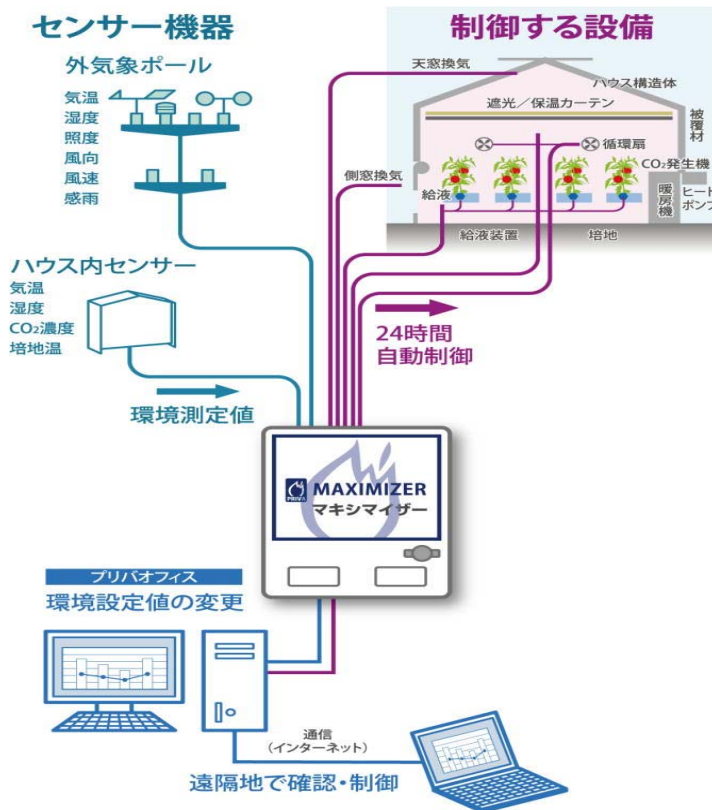 センサー機器
外気象ポール
気温
湿度
照度
風向
風速
感雨
ハウス内センサー
気温
湿度
CO₂濃度
培地温
環境測定値
制御する設備
天窓換気
ハウス構造体
遮光／保温カーテン
被覆材
循環扇
CO₂発生機
側窓換気
給液
暖房機
ヒートポンプ
給液装置
培地
24時間
自動制御
PRIVA
MAXIMIZER
マキシマイザー
プリバオフィス
環境設定値の変更
通信
（インターネット）
遠隔地で確認・制御